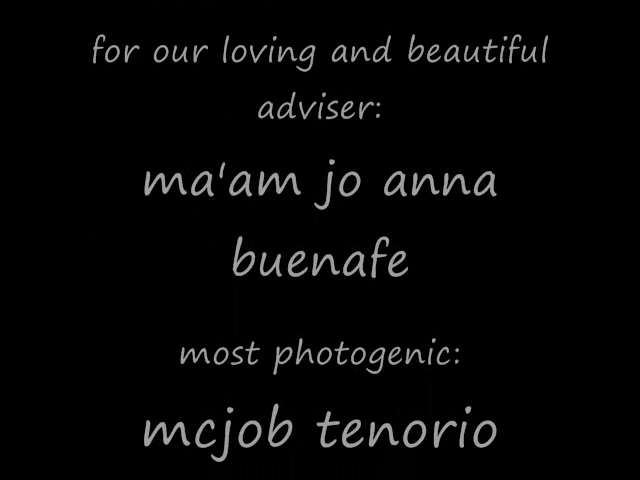 for our loving and beautiful
adviser:
ma'am jo anna
buenafe
most photogenic:
mcjob tenorio